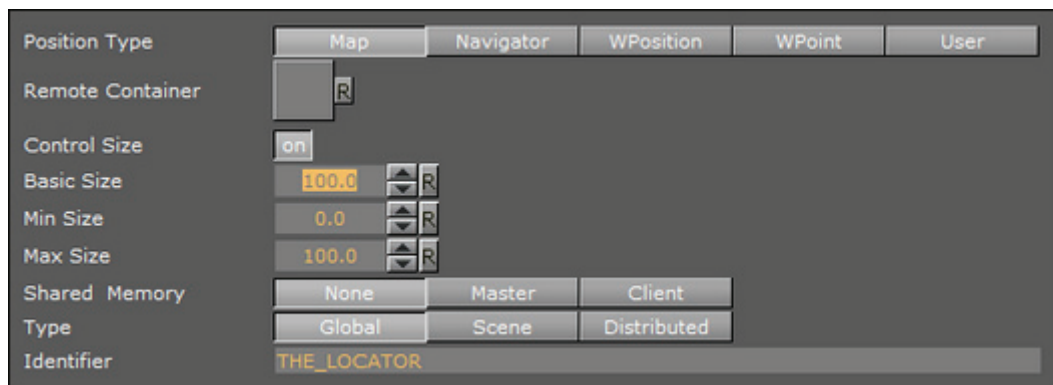 Position Type Map Navigator WPosition WPoint User
Remote Container R
Control Size on
Basic Size 100.0 R
Min Size 0.0 R
Max Size 100.0 R
Shared Memory None Master Client
Type Global Scene Distributed
Identifier THE_LOCATOR